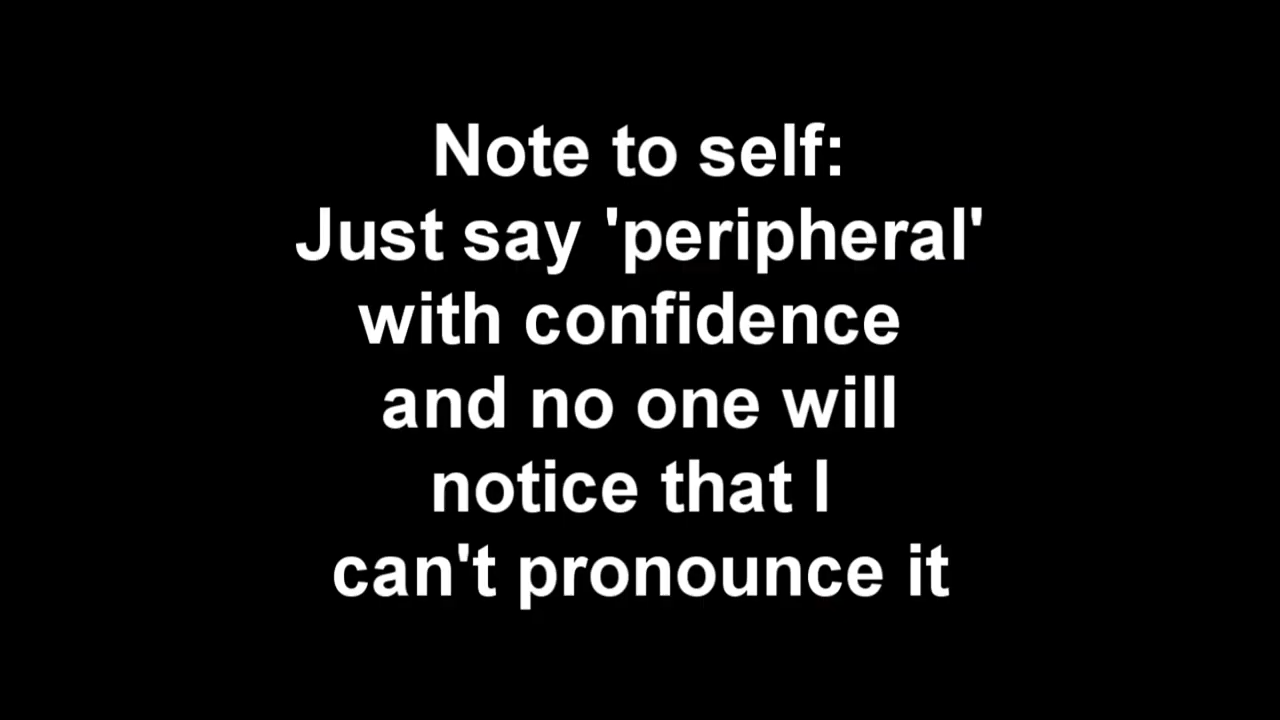 Note to self:
Just say 'peripheral'
with confidence
and no one will
notice that I
can't pronounce it